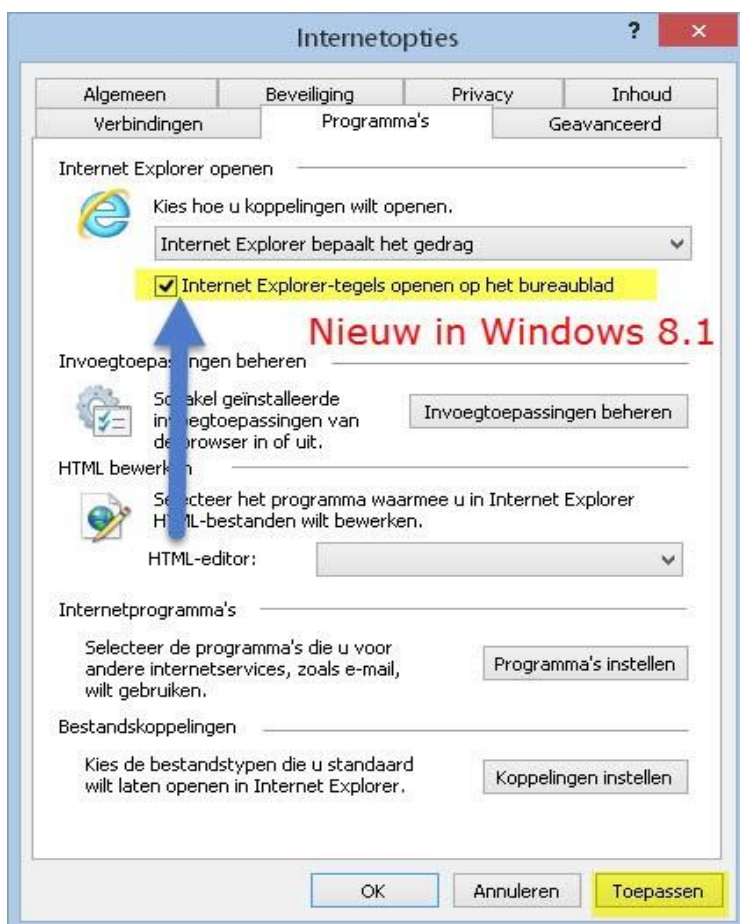 Internetopties
? ×
Algemeen Beveiliging Privacy Inhoud
Verbindingen Programma's Geavanceerd
Internet Explorer openen
Kies hoe u koppelingen wilt openen.
Internet Explorer bepaalt het gedrag
Internet Explorer-tegels openen op het bureaublad
Nieuw in Windows 8.1
Invoegtoepassingen beheren
Schakel geïnstalleerde
invoegtoepassingen van
de browser in of uit.
Invoegtoepassingen beheren
HTML bewerken
Selecteer het programma waarmee u in Internet Explorer
HTML-bestanden wilt bewerken.
HTML-editor:
Internetprogramma's
Selecteer de programma's die u voor
andere internetservices, zoals e-mail,
wilt gebruiken.
Programma's instellen
Bestandskoppelingen
Kies de bestandstypen die u standaard
wilt laten openen in Internet Explorer.
Koppelingen instellen
OK Annuleren Toepassen